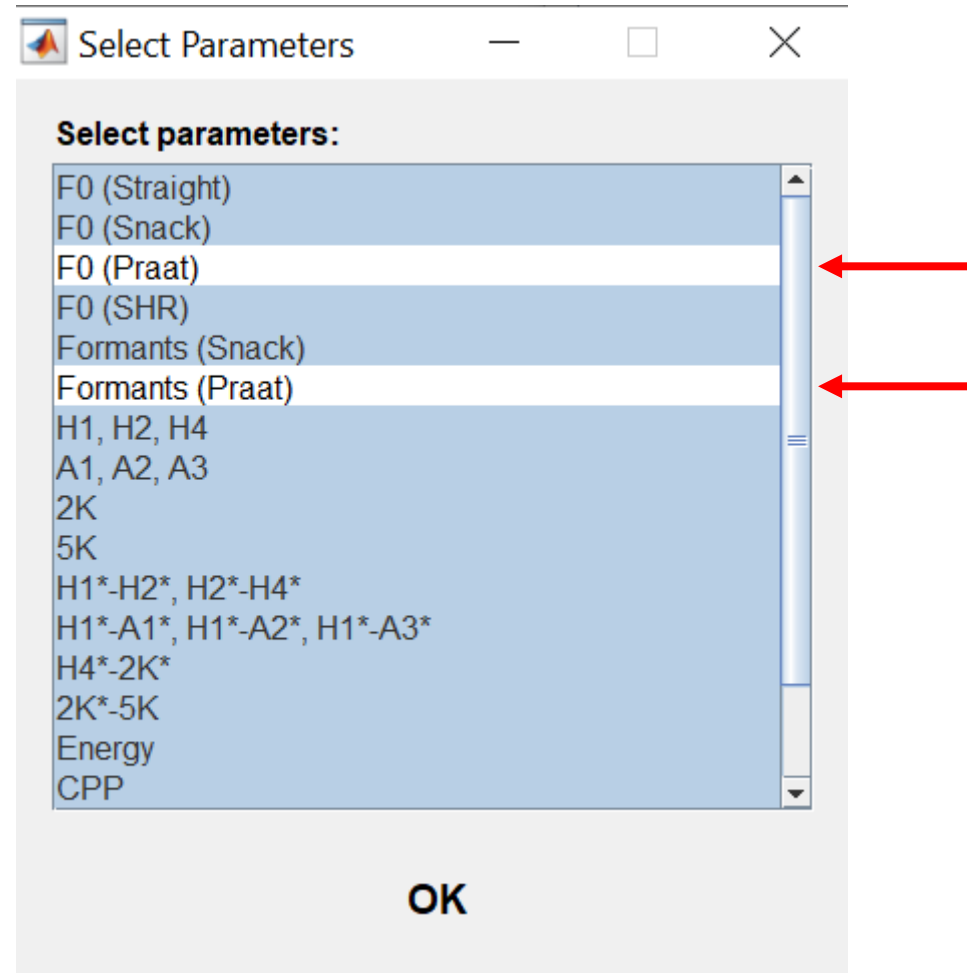 Select Parameters
Select parameters:
F0 (Straight)
F0 (Snack)
F0 (Praat)
F0 (SHR)
Formants (Snack)
Formants (Praat)
H1, H2, H4
A1, A2, A3
2K
5K
H1*-H2*, H2*-H4*
H1*-A1*, H1*-A2*, H1*-A3*
H4*-2K*
2K*-5K
Energy
CPP
OK